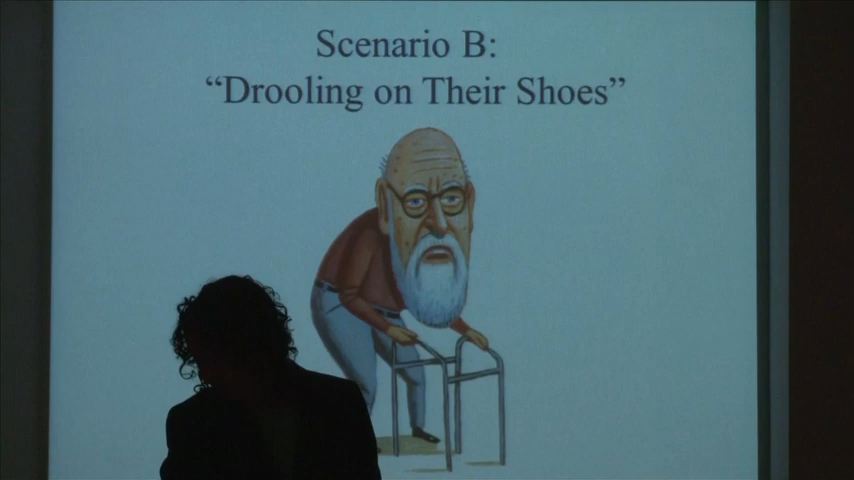 Scenario B:
“Drooling on Their Shoes”